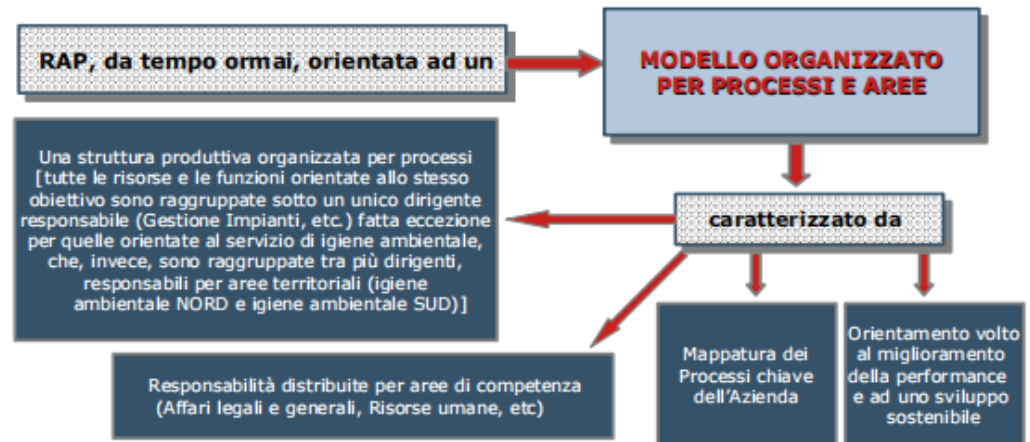 RAP, da tempo ormai, orientata ad un
MODELLO ORGANIZZATO
PER PROCESSI E AREE
caratterizzato da
Una struttura produttiva organizzata per processi
[tutte le risorse e le funzioni orientate allo stesso
obiettivo sono raggruppate sotto un unico dirigente
responsabile (Gestione Impianti, etc.) fatta eccezione
per quelle orientate al servizio di igiene ambientale,
che, invece, sono raggruppate tra più dirigenti,
responsabili per aree territoriali (igiene
ambientale NORD e igiene ambientale SUD)]
Responsabilità distribuite per aree di competenza
(Affari legali e generali, Risorse umane, etc)
Mappatura dei
Processi chiave
dell’Azienda
Orientamento volto
al miglioramento
della performance
e ad uno sviluppo
sostenibile